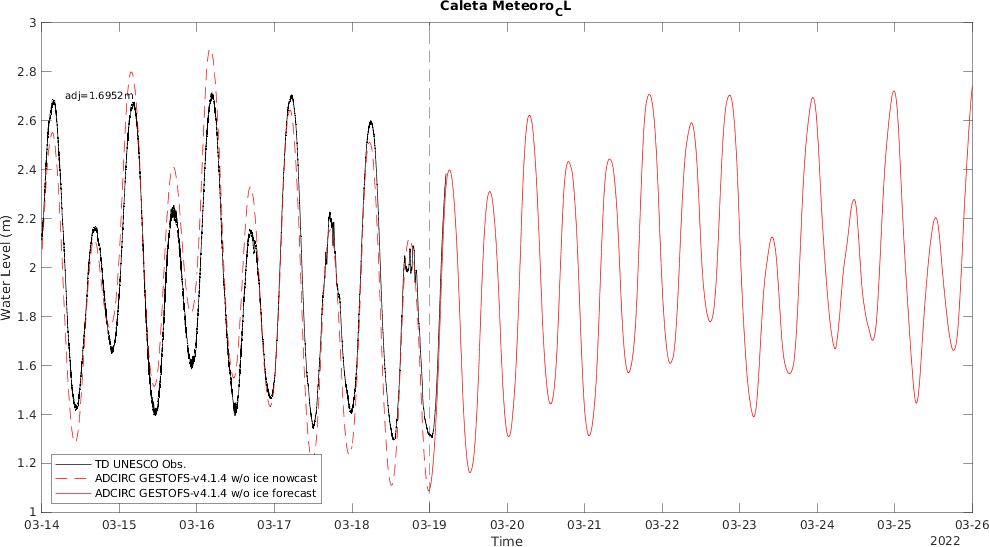 Caleta Meteoro_CL
3
2.8
2.6
2.4
2.2
2
1.8
1.6
1.4
1.2
1
Water Level (m)
adj=1.6952m
TD UNESCO Obs.
ADCIRC GESTOFS-v4.1.4 w/o ice nowcast
ADCIRC GESTOFS-v4.1.4 w/o ice forecast
03-14 03-15 03-16 03-17 03-18 03-19 03-20 03-21 03-22 03-23 03-24 03-25 03-26
Time
2022